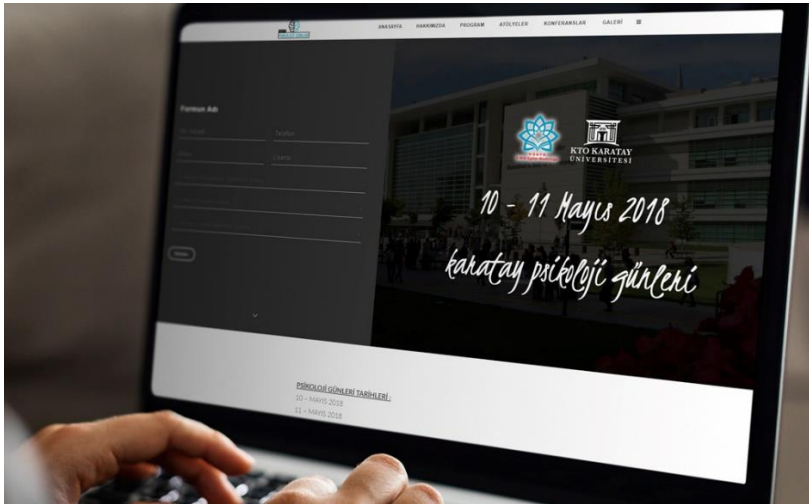 ANASAYFA HAKKIMIZDA PROGRAM ATÖLYELER KONFERANSLAR GALERİ
Formun Adı
Telefon
KTO KARATAY
ÜNİVERSİTESİ
10 - 11 Mayıs 2018
karatay psikoloji günleri
PSİKOLOJİ GÜNLERİ TARİHLERİ :
10 – MAYIS 2018
11 – MAYIS 2018